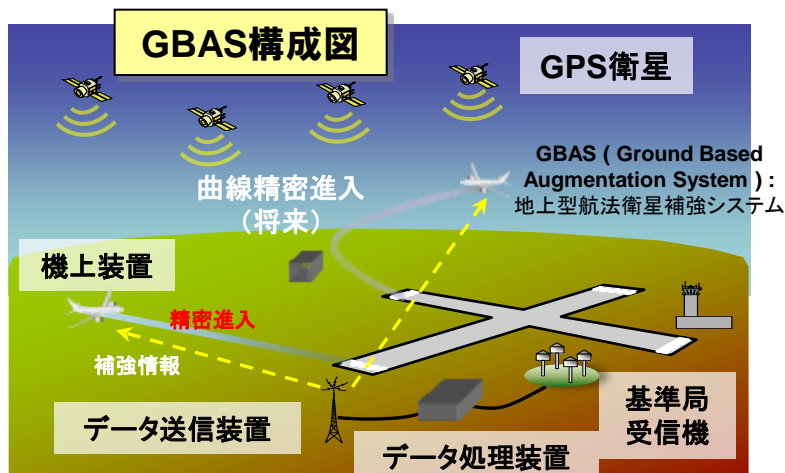 GBAS構成図
GPS衛星
GBAS ( Ground Based
Augmentation System ) :
地上型航法衛星補強システム
曲線精密進入
(将来)
機上装置
精密進入
補強情報
データ送信装置
データ処理装置
基準局
受信機